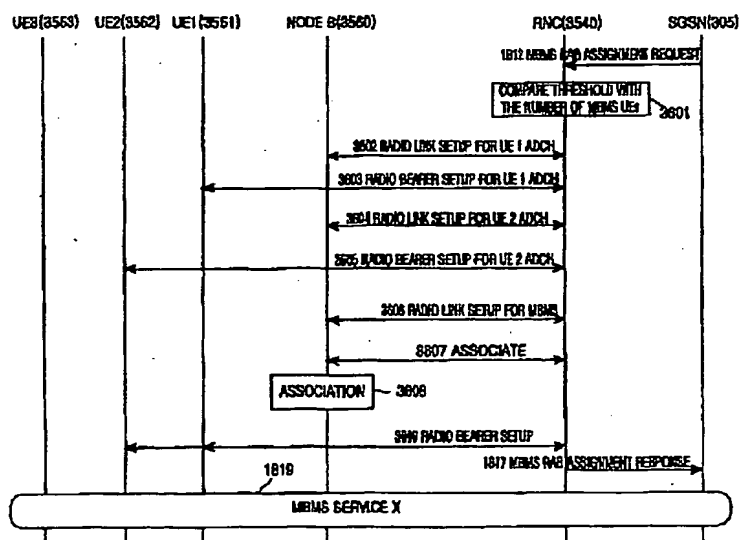 UE3(3563) UE2(3562) UE1(3561) NODE B(3560) RNC(3540) SGSN(305)
1812 MBMS RAB ASSIGNMENT REQUEST
COMPARE THRESHOLD WITH
THE NUMBER OF MBMS UEs
3601
3602 RADIO LINK SETUP FOR UE 1 ADCH
3603 RADIO BEARER SETUP FOR UE 1 ADCH
3604 RADIO LINK SETUP FOR UE 2 ADCH
3605 RADIO BEARER SETUP FOR UE 2 ADCH
3606 RADIO LINK SETUP FOR MBMS
3607 ASSOCIATE
ASSOCIATION 3608
RADIO BEARER SETUP
1817 MBMS RAB ASSIGNMENT RESPONSE
1819
MBMS SERVICE X